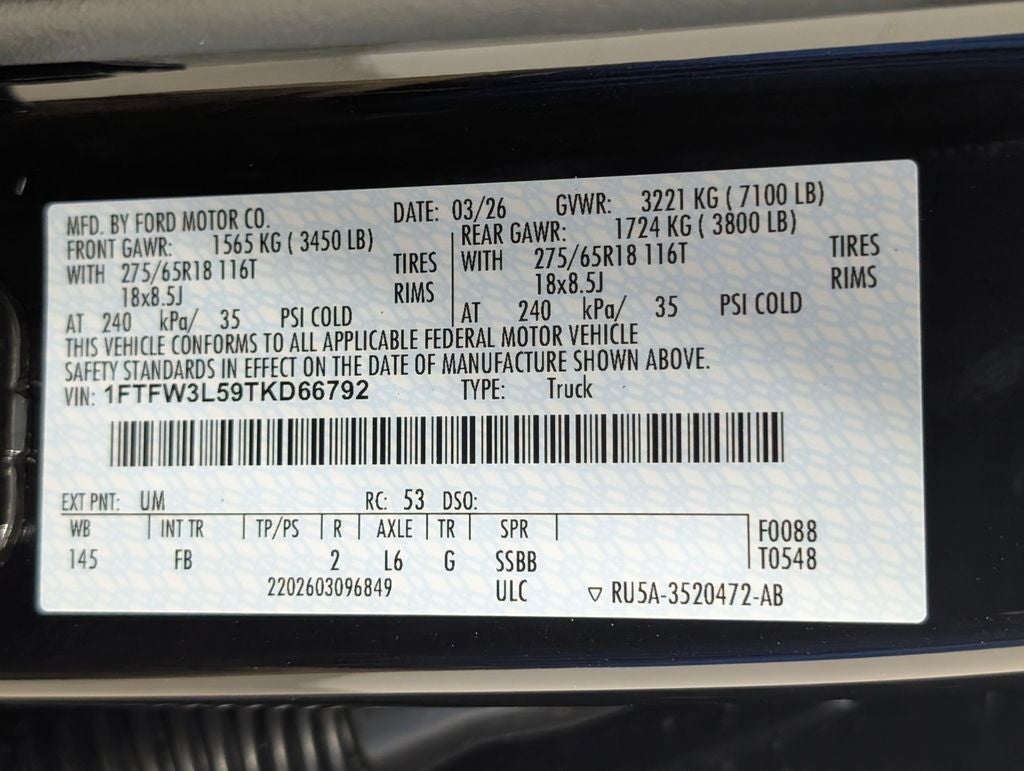 MFD. BY FORD MOTOR CO. DATE: 03/26 GVWR: 3221 KG ( 7100 LB)
FRONT GAWR: 1565 KG ( 3450 LB) REAR GAWR: 1724 KG ( 3800 LB)
WITH 275/65R18 116T TIRES WITH 275/65R18 116T TIRES
18x8.5J RIMS 18x8.5J RIMS
AT 240 kPa/ 35 PSI COLD AT 240 kPa/ 35 PSI COLD
THIS VEHICLE CONFORMS TO ALL APPLICABLE FEDERAL MOTOR VEHICLE
SAFETY STANDARDS IN EFFECT ON THE DATE OF MANUFACTURE SHOWN ABOVE.
VIN: 1FTFW3L59TKD66792 TYPE: Truck
EXT PNT: UM RC: 53 DSO:
WB INT TR TP/PS R AXLE TR SPR F0088
145 FB 2 L6 G SSBB T0548
2202603096849 ULC ▽ RU5A-3520472-AB